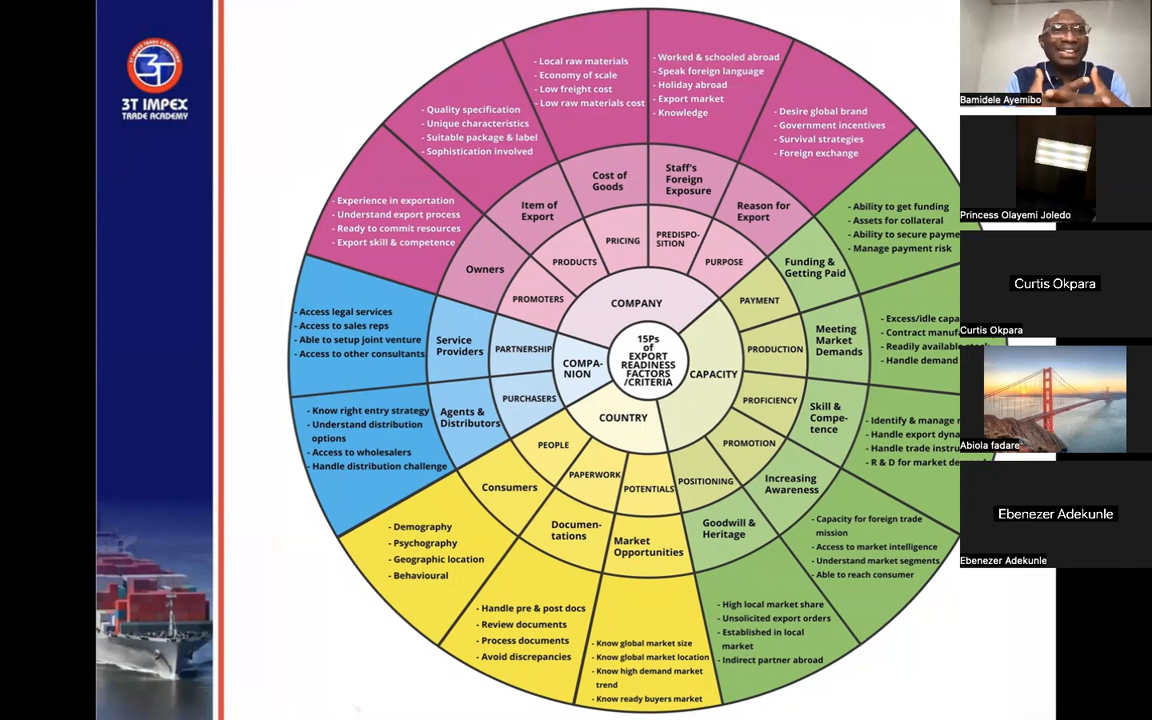 3T IMPEX TRADE CONSULTING
3T
3T IMPEX
TRADE ACADEMY
15Ps
of
EXPORT
READINESS
FACTORS
/CRITERIA
COMPANY
PROMOTERS
Owners
- Experience in exportation
- Understand export process
- Ready to commit resources
- Export skill & competence
PRODUCTS
Item of
Export
- Quality specification
- Unique characteristics
- Suitable package & label
- Sophistication involved
PRICING
Cost of
Goods
- Local raw materials
- Economy of scale
- Low freight cost
- Low raw materials cost
PREDISPO-
SITION
Staff's
Foreign
Exposure
- Worked & schooled abroad
- Speak foreign language
- Holiday abroad
- Export market
- Knowledge
PURPOSE
Reason for
Export
- Desire global brand
- Government incentives
- Survival strategies
- Foreign exchange
CAPACITY
PAYMENT
Funding &
Getting Paid
- Ability to get funding
- Assets for collateral
- Ability to secure payme
- Manage payment risk
PRODUCTION
Meeting
Market
Demands
- Excess/idle capa
- Contract manuf
- Readily available
- Handle demand
PROFICIENCY
Skill &
Compe-
tence
- Identify & manage
- Handle export dyna
- Handle trade instru
- R & D for market de
PROMOTION
Increasing
Awareness
- Capacity for foreign trade
mission
- Access to market intelligence
- Understand market segments
- Able to reach consumer
POSITIONING
Goodwill &
Heritage
- High local market share
- Unsolicited export orders
- Established in local
market
- Indirect partner abroad
COUNTRY
POTENTIALS
Market
Opportunities
- Know global market size
- Know global market location
- Know high demand market
trend
- Know ready buyers market
PAPERWORK
Documen-
tations
- Handle pre & post docs
- Review documents
- Process documents
- Avoid discrepancies
PEOPLE
Consumers
- Demography
- Psychography
- Geographic location
- Behavioural
COMPA-
NION
PURCHASERS
Agents &
Distributors
- Know right entry strategy
- Understand distribution
options
- Access to wholesalers
- Handle distribution challenge
PARTNERSHIP
Service
Providers
- Access legal services
- Access to sales reps
- Able to setup joint venture
- Access to other consultants
Bamidele Ayemibo
Princess Olayemi Joledo
Curtis Okpara
Curtis Okpara
Abiola fadare
Ebenezer Adekunle
Ebenezer Adekunle